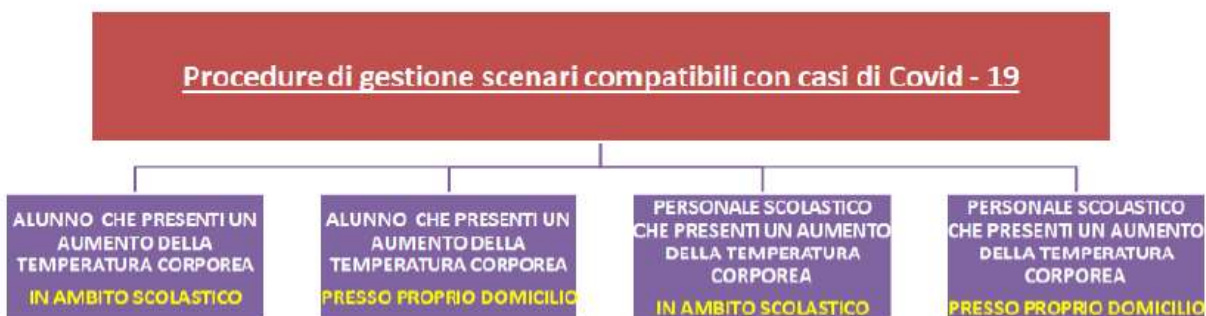 Procedure di gestione scenari compatibili con casi di Covid - 19
ALUNNO CHE PRESENTI UN
AUMENTO DELLA
TEMPERATURA CORPOREA
IN AMBITO SCOLASTICO
ALUNNO CHE PRESENTI UN
AUMENTO DELLA
TEMPERATURA CORPOREA
PRESSO PROPRIO DOMICILIO
PERSONALE SCOLASTICO
CHE PRESENTI UN AUMENTO
DELLA TEMPERATURA
CORPOREA
IN AMBITO SCOLASTICO
PERSONALE SCOLASTICO
CHE PRESENTI UN AUMENTO
DELLA TEMPERATURA
CORPOREA
PRESSO PROPRIO DOMICILIO